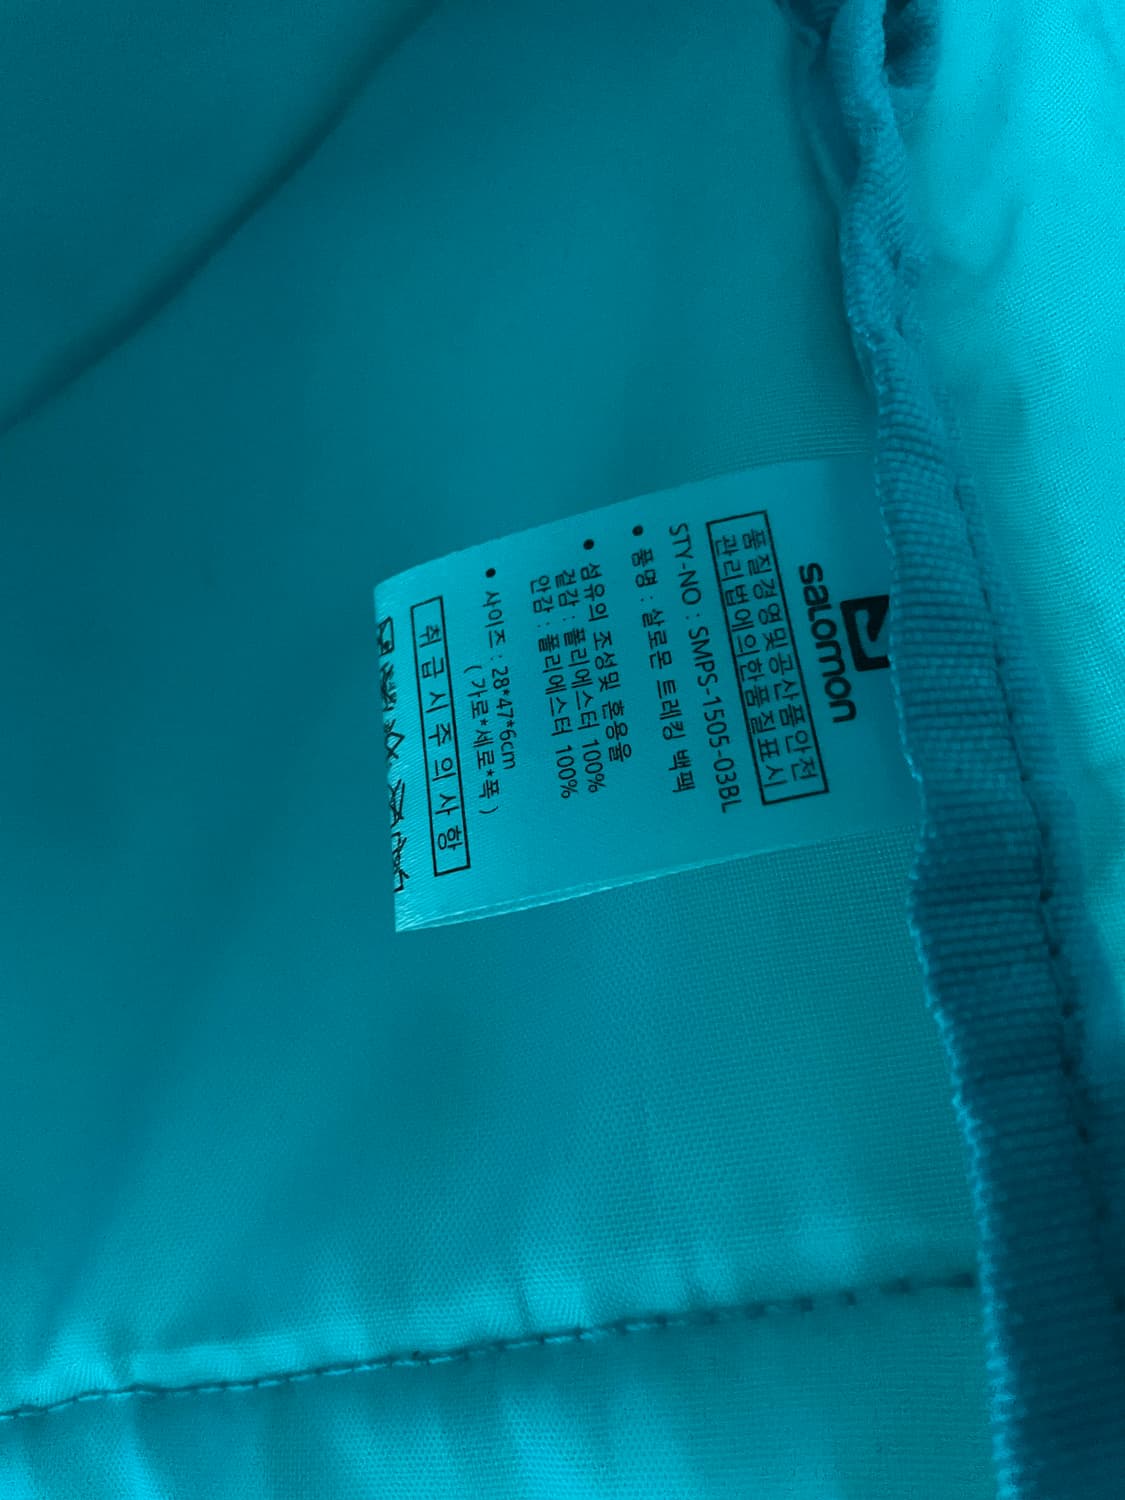 salomon
품질경영및공산품안전
관리법에의한품질표시
STY-NO : SMPS-1505-03BL
• 품명 : 살로몬 트레킹 백팩
• 섬유의 조성및 혼용율
겉감 : 폴리에스터 100%
안감 : 폴리에스터 100%
• 사이즈 : 28*47*6cm
( 가로*세로*폭 )
취급시주의사항